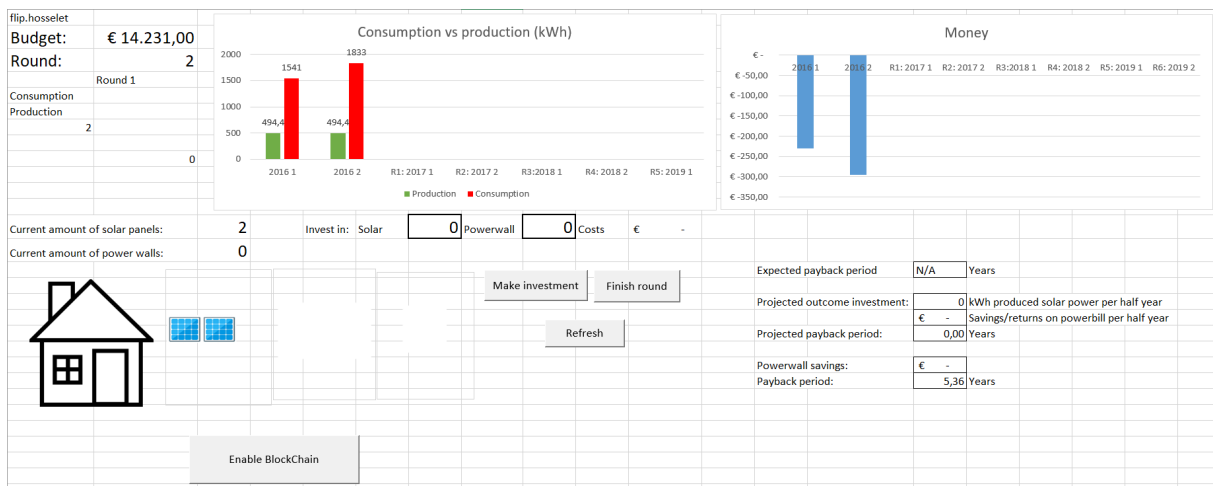 flip.hosselet
Budget: € 14.231,00
Round: 2
Round 1
Consumption
Production
2
0
Consumption vs production (kWh)
2000
1500
1000
500
0
494,4 1541
494,4 1833
2016 1 2016 2 R1: 2017 1 R2: 2017 2 R3:2018 1 R4: 2018 2 R5: 2019 1
Production Consumption
Money
€ -
€ -50,00
€ -100,00
€ -150,00
€ -200,00
€ -250,00
€ -300,00
€ -350,00
2016 1 2016 2 R1: 2017 1 R2: 2017 2 R3:2018 1 R4: 2018 2 R5: 2019 1 R6: 2019 2
Current amount of solar panels: 2 Invest in: Solar 0 Powerwall 0 Costs € -
Current amount of power walls: 0
Make investment Finish round
Refresh
Expected payback period N/A Years
Projected outcome investment: 0 kWh produced solar power per half year
€ - Savings/returns on powerbill per half year
Projected payback period: 0,00 Years
Powerwall savings: € -
Payback period: 5,36 Years
Enable BlockChain